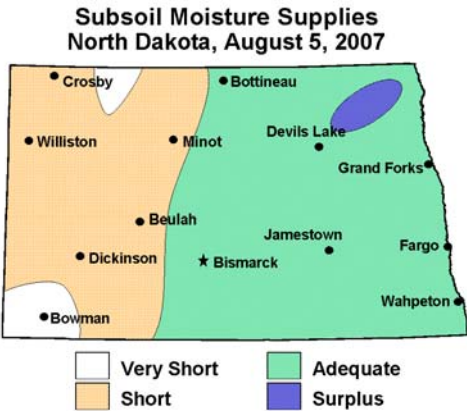 Subsoil Moisture Supplies
North Dakota, August 5, 2007
Crosby
Bottineau
Williston
Minot
Devils Lake
Grand Forks
Beulah
Jamestown
Dickinson
Bismarck
Fargo
Wahpeton
Bowman
Very Short
Adequate
Short
Surplus